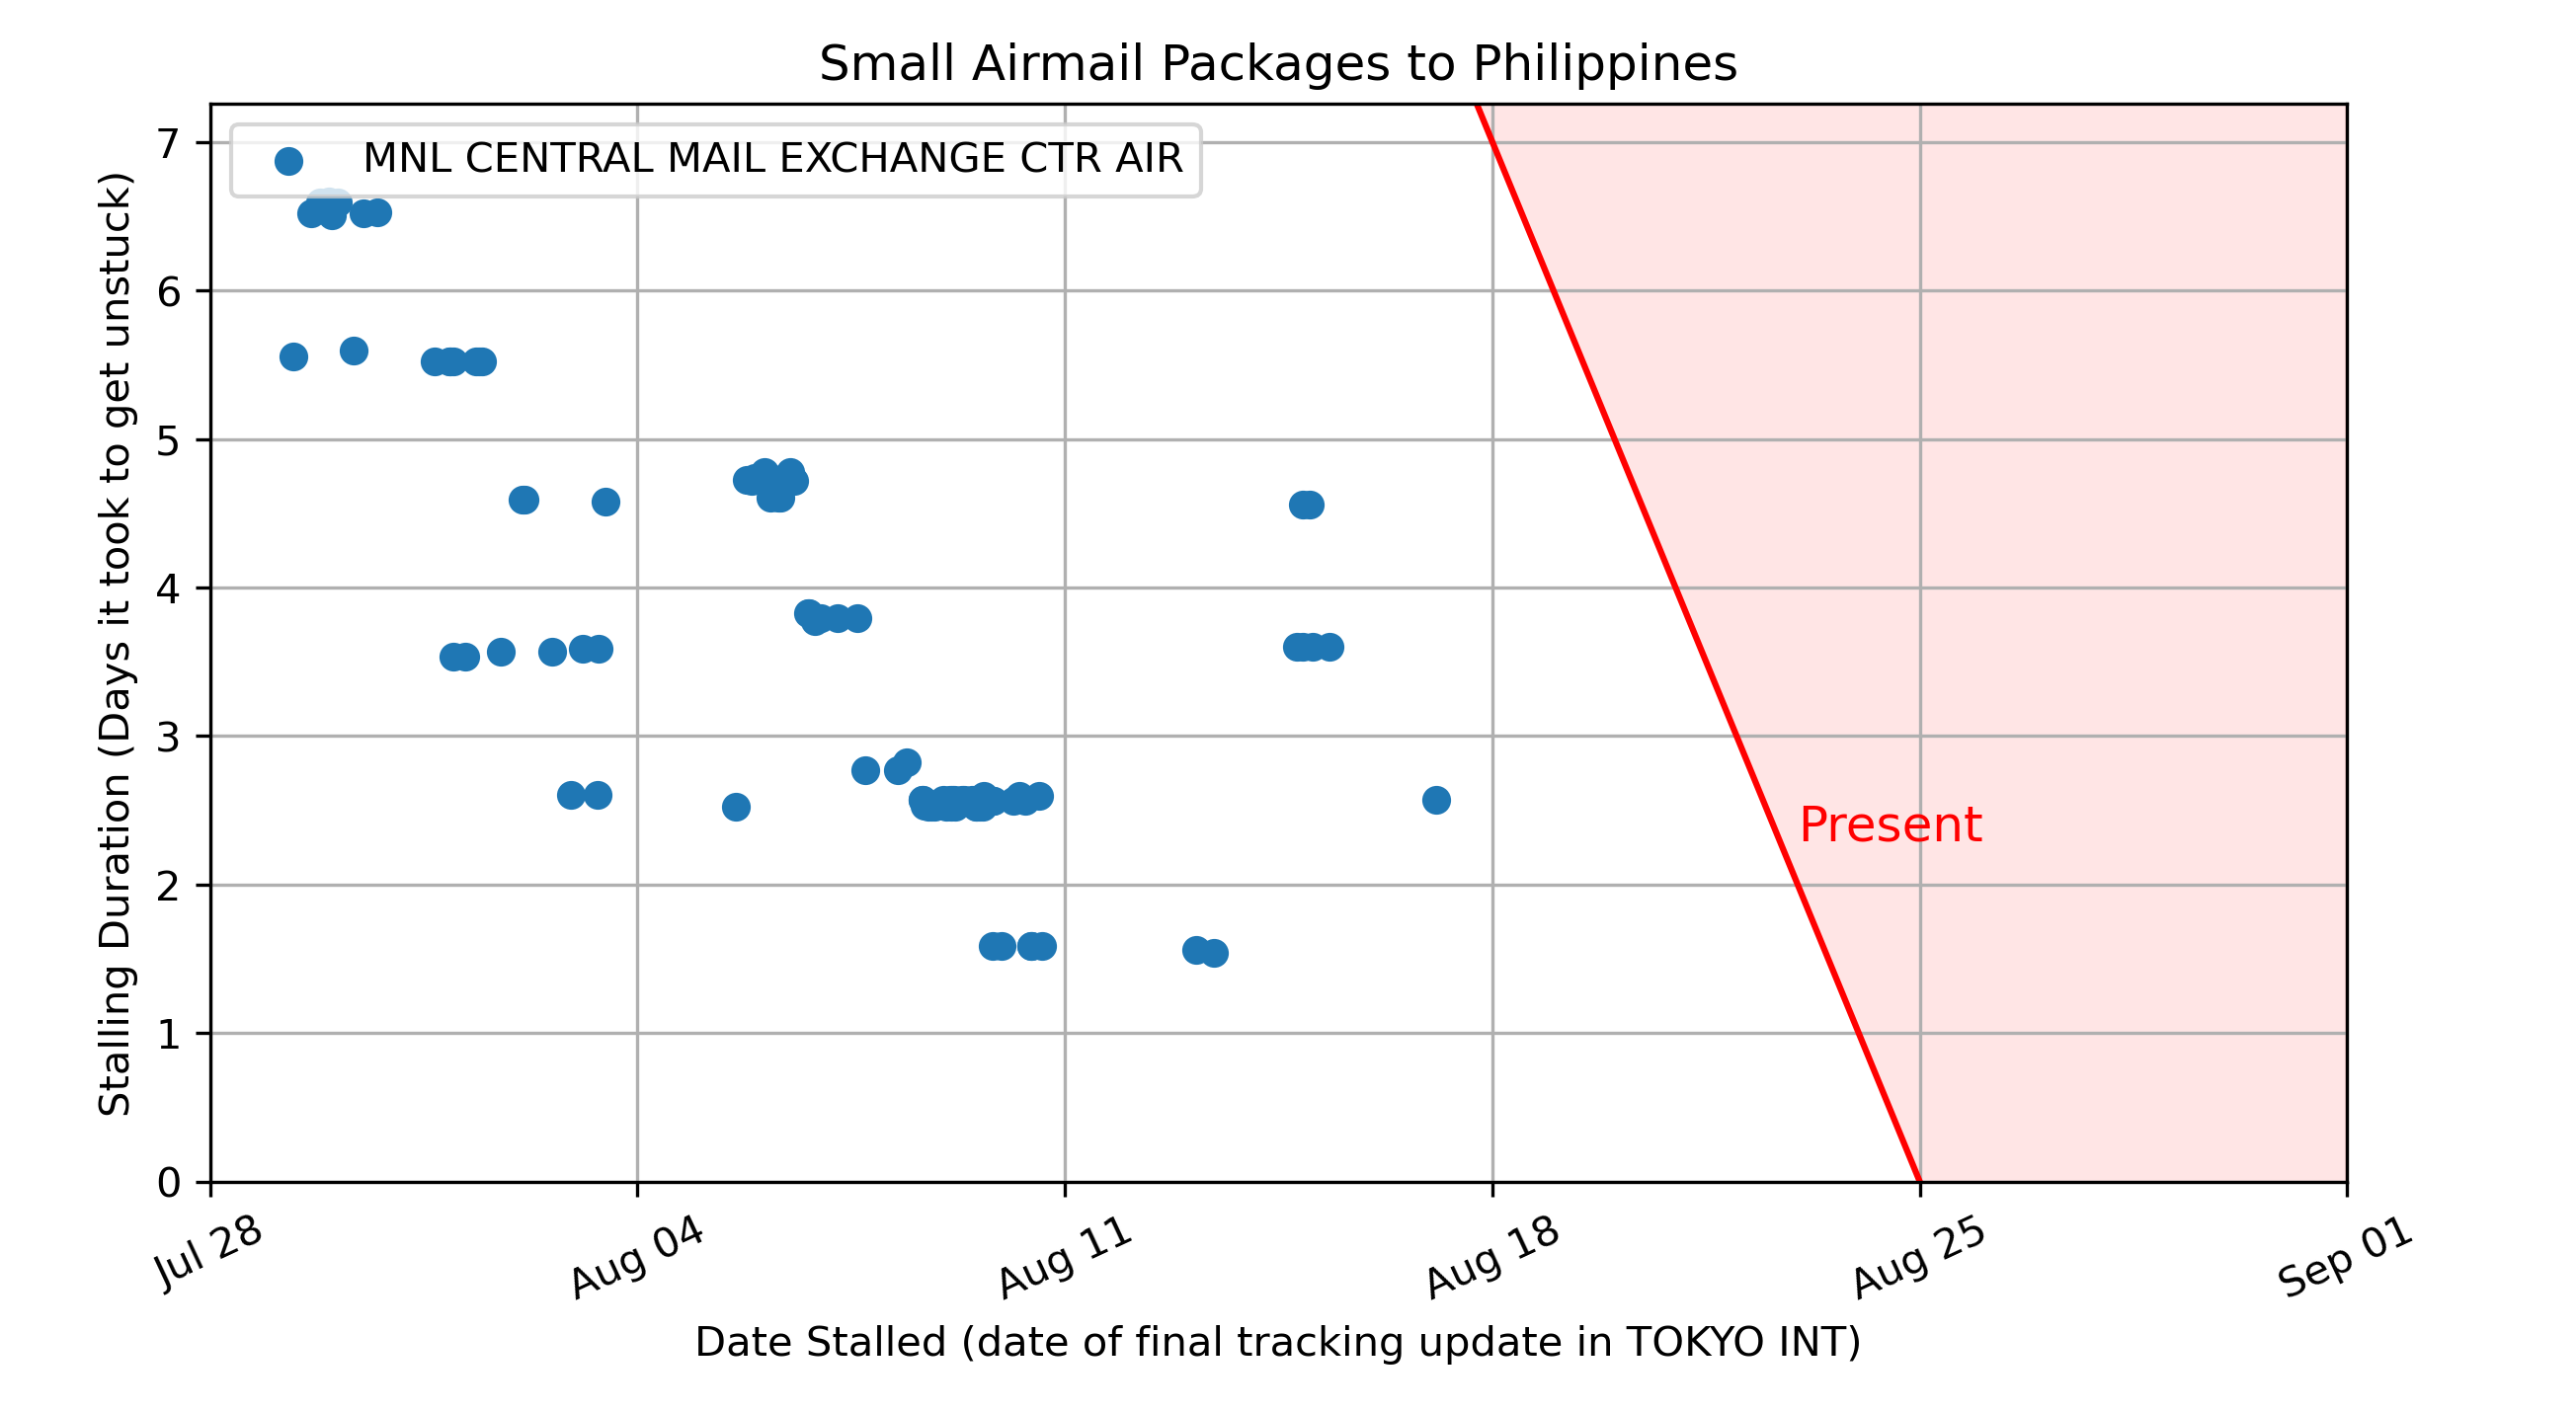 Small Airmail Packages to Philippines
MNL CENTRAL MAIL EXCHANGE CTR AIR
Stalling Duration (Days it took to get unstuck)
7
6
5
4
3
2
1
0
Present
Jul 28
Aug 04
Aug 11
Aug 18
Aug 25
Sep 01
Date Stalled (date of final tracking update in TOKYO INT)